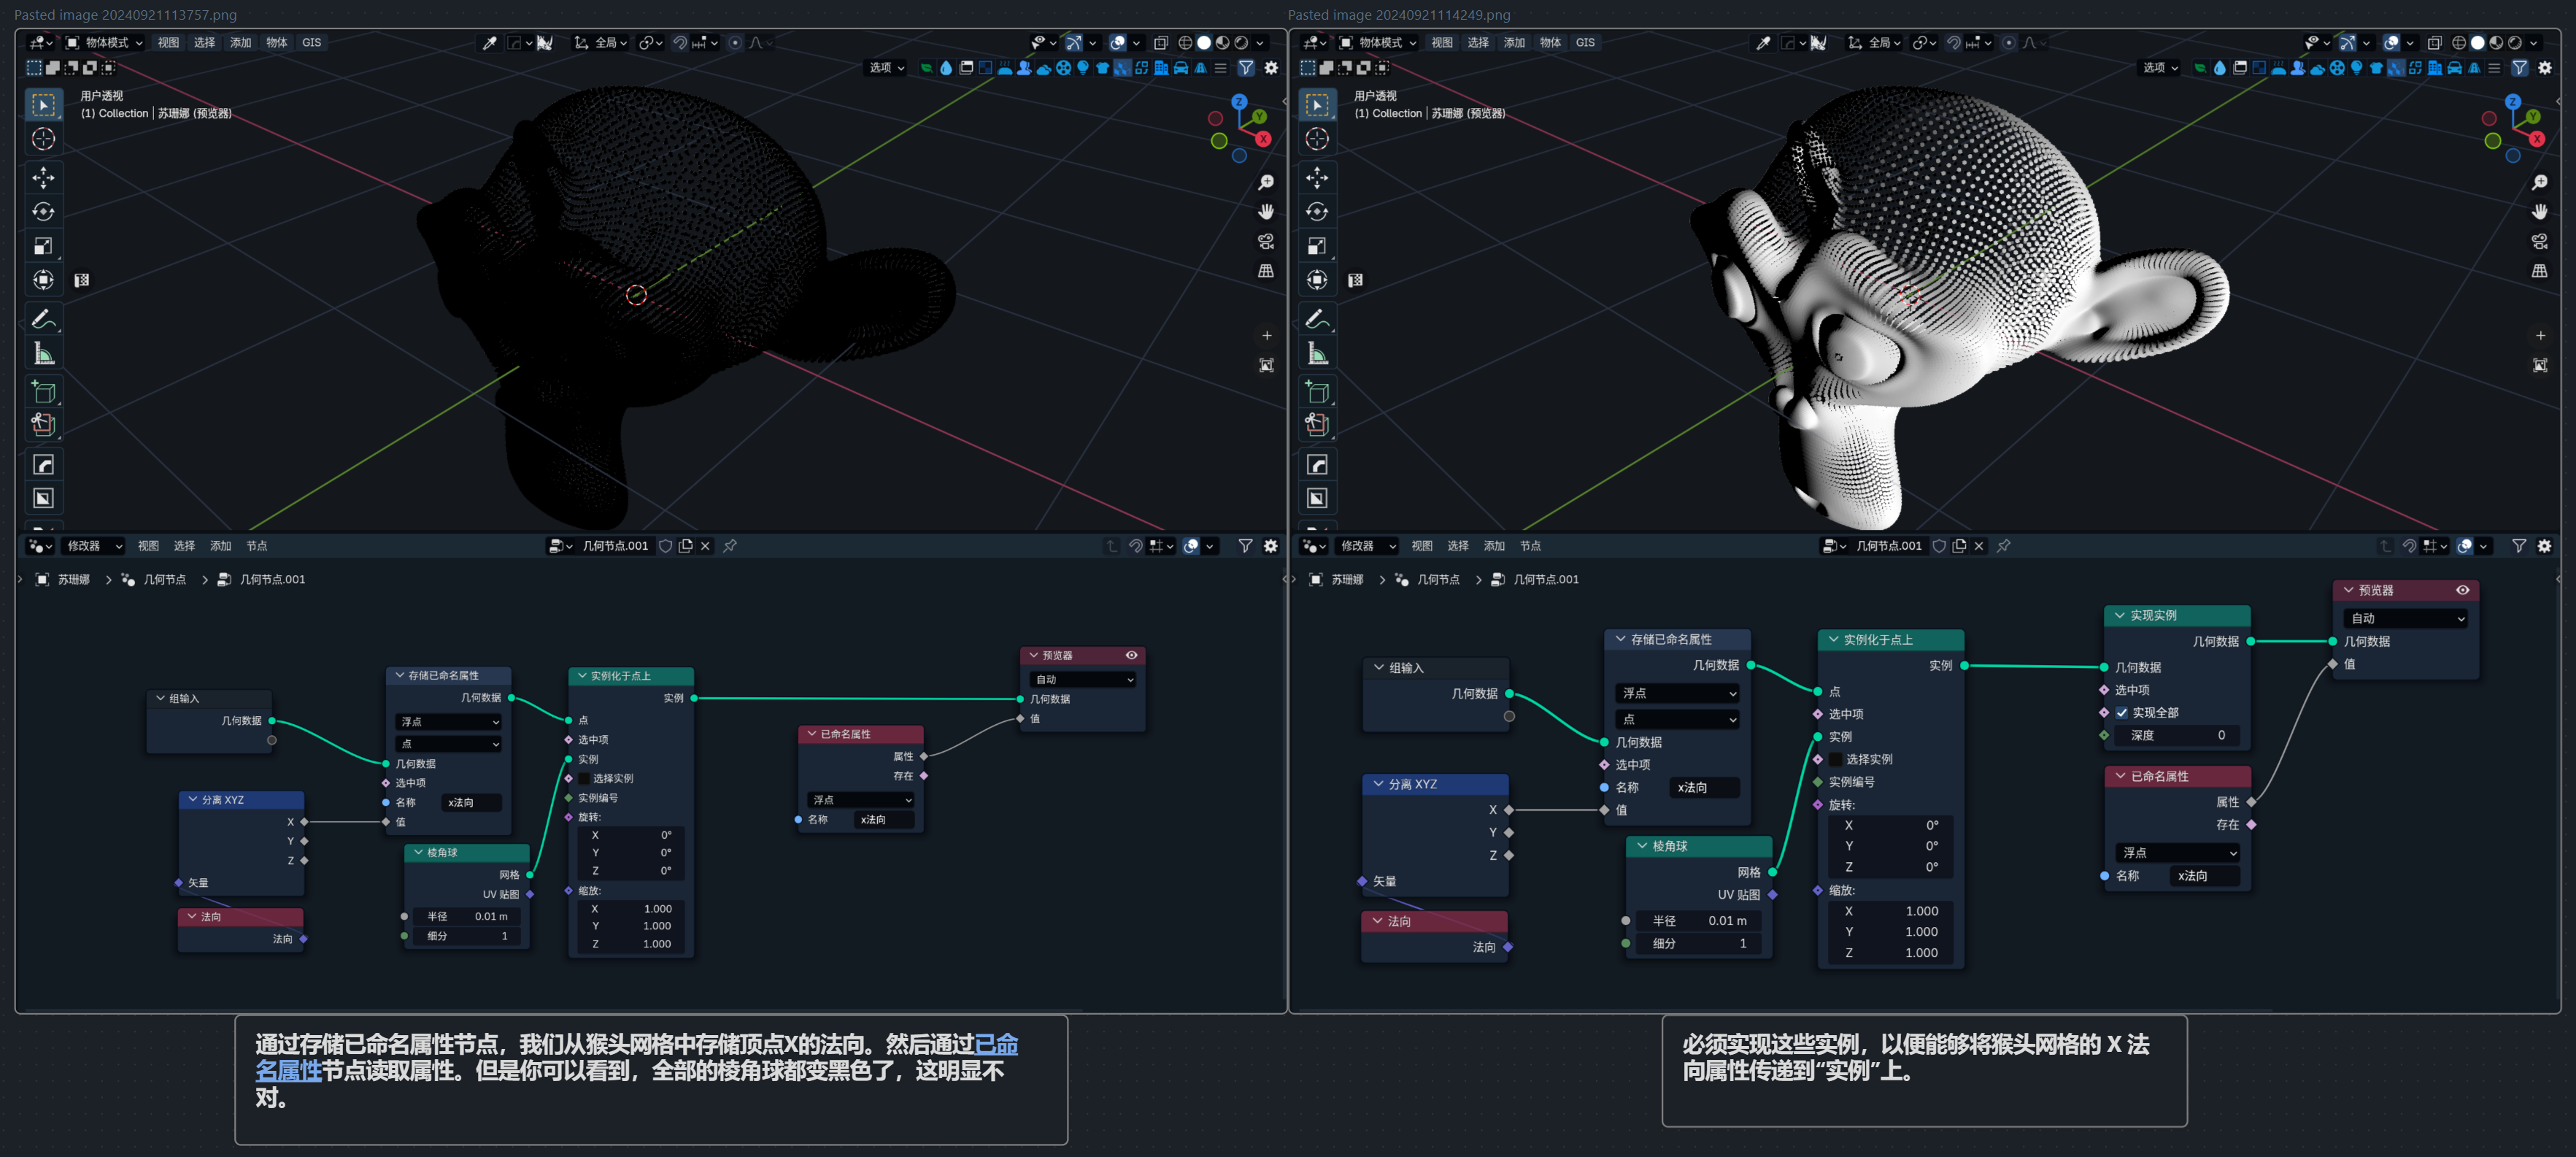 Pasted image 20240921113757.png
物体模式
视图
选择
添加
物体
GIS
全局
选项
用户透视
(1) Collection | 苏珊娜 (预览器)
Z
Y
X
修改器
视图
选择
添加
节点
几何节点.001
苏珊娜
几何节点
几何节点.001
组输入
几何数据
分离 XYZ
X
Y
Z
矢量
法向
法向
存储已命名属性
几何数据
浮点
点
几何数据
选中项
名称
x法向
值
棱角球
网格
UV 贴图
半径
0.01 m
细分
1
实例化于点上
实例
点
选中项
实例
选择实例
实例编号
旋转:
X
0°
Y
0°
Z
0°
缩放:
X
1.000
Y
1.000
Z
1.000
已命名属性
属性
存在
浮点
名称
x法向
预览器
自动
几何数据
值
通过存储已命名属性节点，我们从猴头网格中存储顶点X的法向。然后通过已命
名属性节点读取属性。但是你可以看到，全部的棱角球都变黑色了，这明显不
对。
Pasted image 20240921114249.png
物体模式
视图
选择
添加
物体
GIS
全局
选项
用户透视
(1) Collection | 苏珊娜 (预览器)
Z
Y
X
修改器
视图
选择
添加
节点
几何节点.001
苏珊娜
几何节点
几何节点.001
组输入
几何数据
分离 XYZ
X
Y
Z
矢量
法向
法向
存储已命名属性
几何数据
浮点
点
几何数据
选中项
名称
x法向
值
棱角球
网格
UV 贴图
半径
0.01 m
细分
1
实例化于点上
实例
点
选中项
实例
选择实例
实例编号
旋转:
X
0°
Y
0°
Z
0°
缩放:
X
1.000
Y
1.000
Z
1.000
实现实例
几何数据
几何数据
选中项
实现全部
深度
0
已命名属性
属性
存在
浮点
名称
x法向
预览器
自动
几何数据
值
必须实现这些实例，以便能够将猴头网格的 X 法
向属性传递到“实例”上。